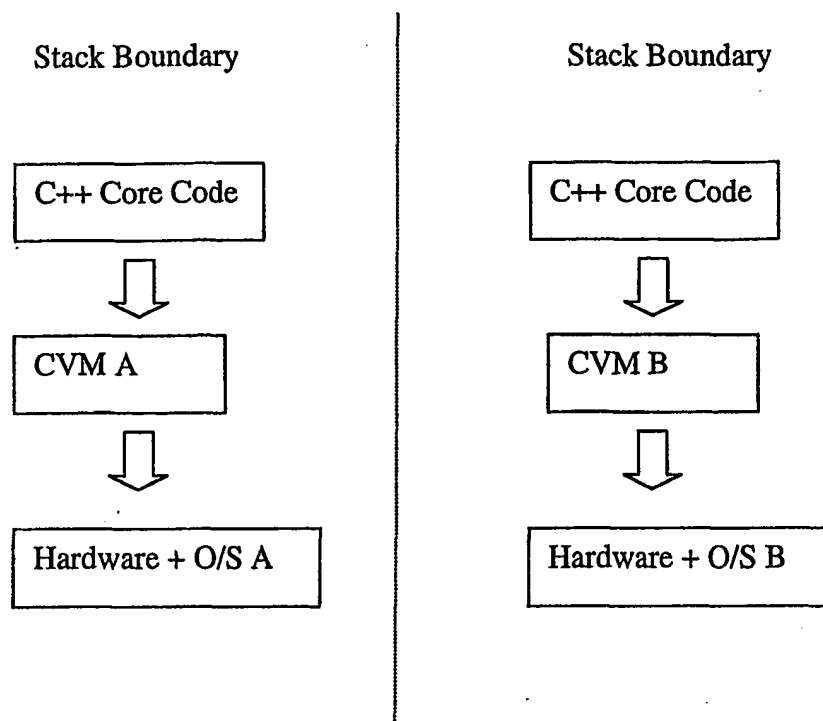 Stack Boundary
C++ Core Code
CVM A
Hardware + O/S A
Stack Boundary
C++ Core Code
CVM B
Hardware + O/S B